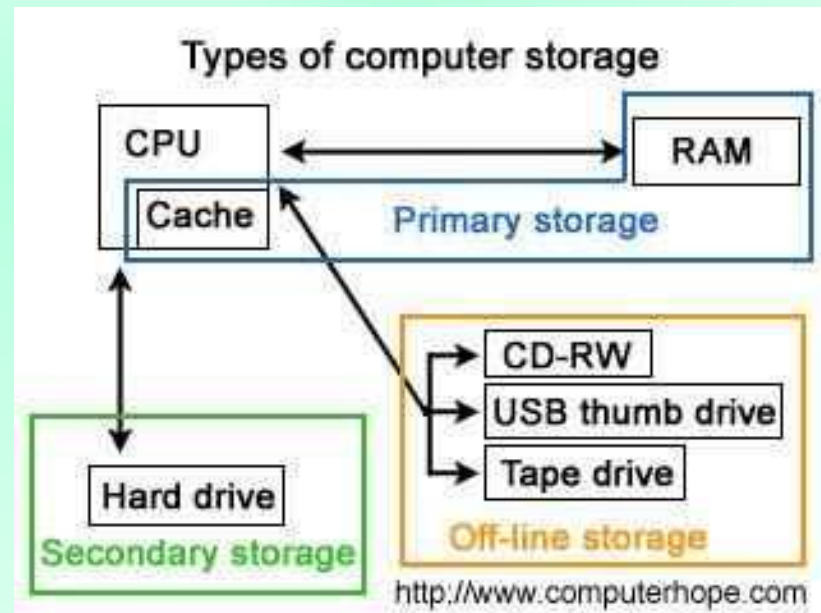 Types of computer storage
CPU
RAM
Cache
Primary storage
CD-RW
USB thumb drive
Tape drive
Off-line storage
Hard drive
Secondary storage
http://www.computerhope.com